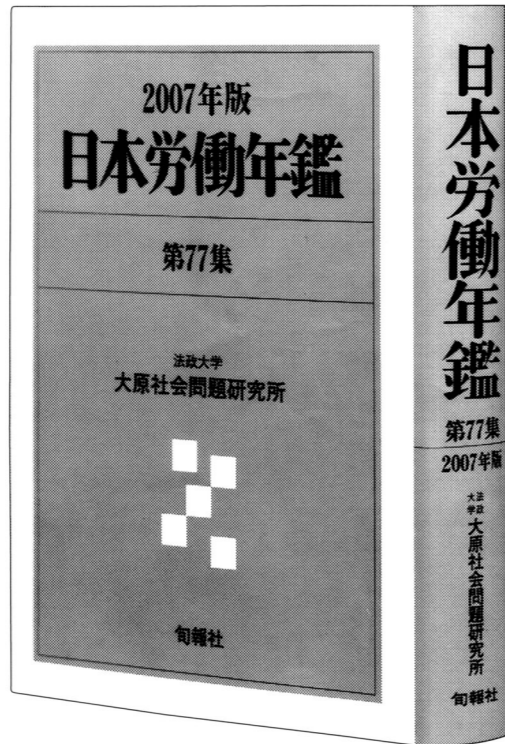 2007年版
日本労働年鑑
第77集
法政大学
大原社会問題研究所
旬報社
日本労働年鑑
第77集
2007年版
法政大学
大原社会問題研究所
旬報社